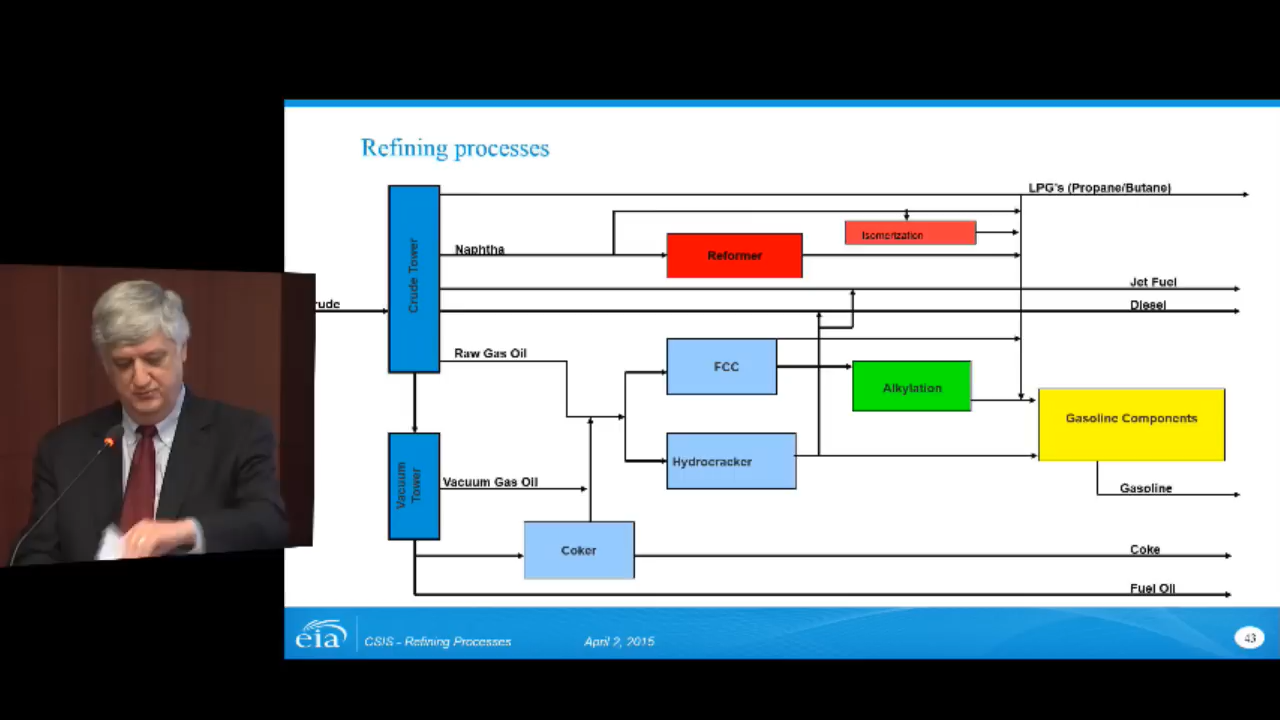 Refining processes
LPG's (Propane/Butane)
Isomerization
Naphtha
Reformer
Crude Tower
Jet Fuel
rude
Diesel
Raw Gas Oil
FCC
Alkylation
Gasoline Components
Hydrocracker
Vacuum
Tower
Vacuum Gas Oil
Gasoline
Coker
Coke
Fuel Oil
eia
CSIS - Refining Processes
April 2, 2015
43